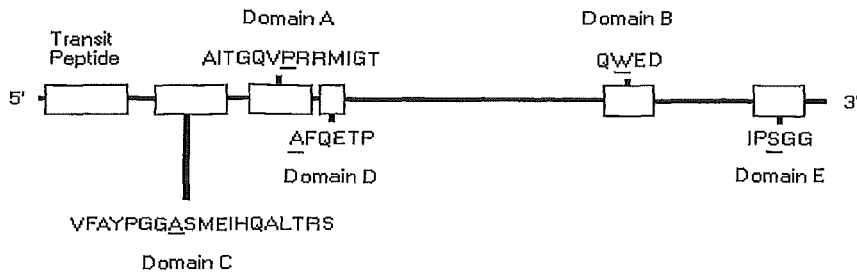 Domain A
Domain B
Transit
Peptide
AITGQVPRRMIGT
QWED
5'
3'
AFQETP
IPSGG
Domain D
Domain E
VFAYPGGASMEIHQALTRS
Domain C